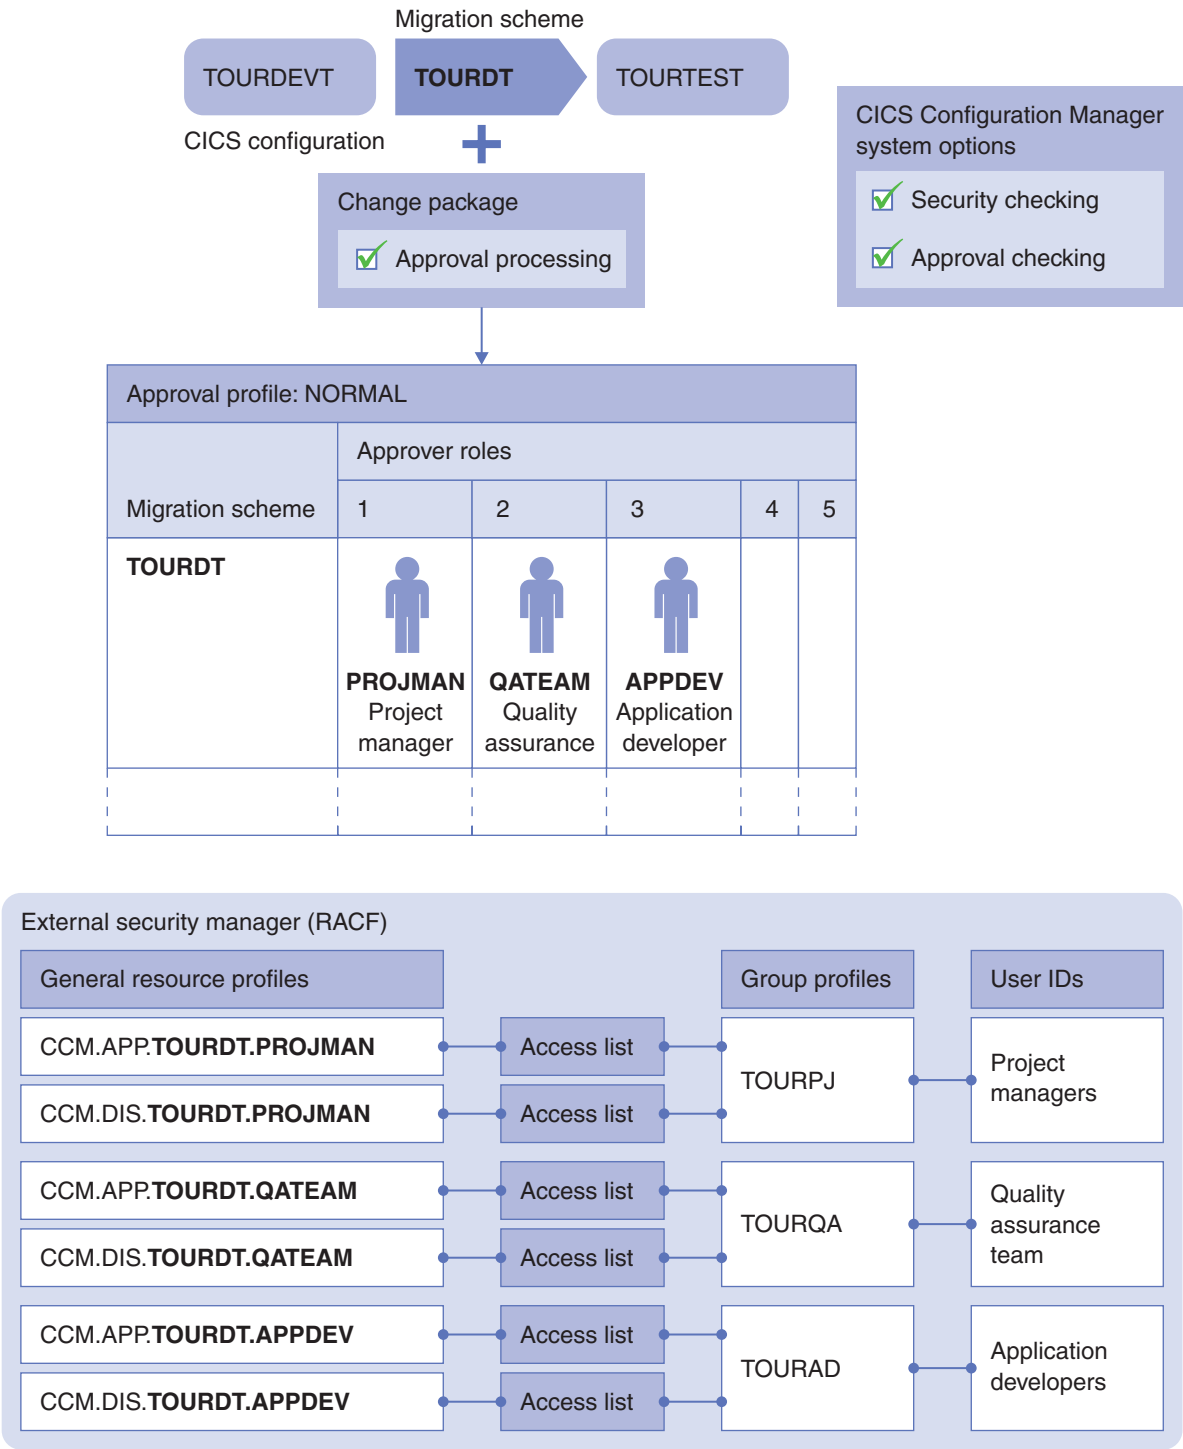 Migration scheme
TOURDEVT
TOURDT
TOURTEST
CICS configuration
CICS Configuration Manager
system options
Security checking
Approval checking
Change package
Approval processing
Approval profile: NORMAL
Approver roles
Migration scheme
1
2
3
4
5
TOURDT
PROJMAN
Project
manager
QATEAM
Quality
assurance
APPDEV
Application
developer
External security manager (RACF)
General resource profiles
Group profiles
User IDs
CCM.APP.TOURDT.PROJMAN
Access list
CCM.DIS.TOURDT.PROJMAN
Access list
TOURPJ
Project
managers
CCM.APP.TOURDT.QATEAM
Access list
CCM.DIS.TOURDT.QATEAM
Access list
TOURQA
Quality
assurance
team
CCM.APP.TOURDT.APPDEV
Access list
CCM.DIS.TOURDT.APPDEV
Access list
TOURAD
Application
developers